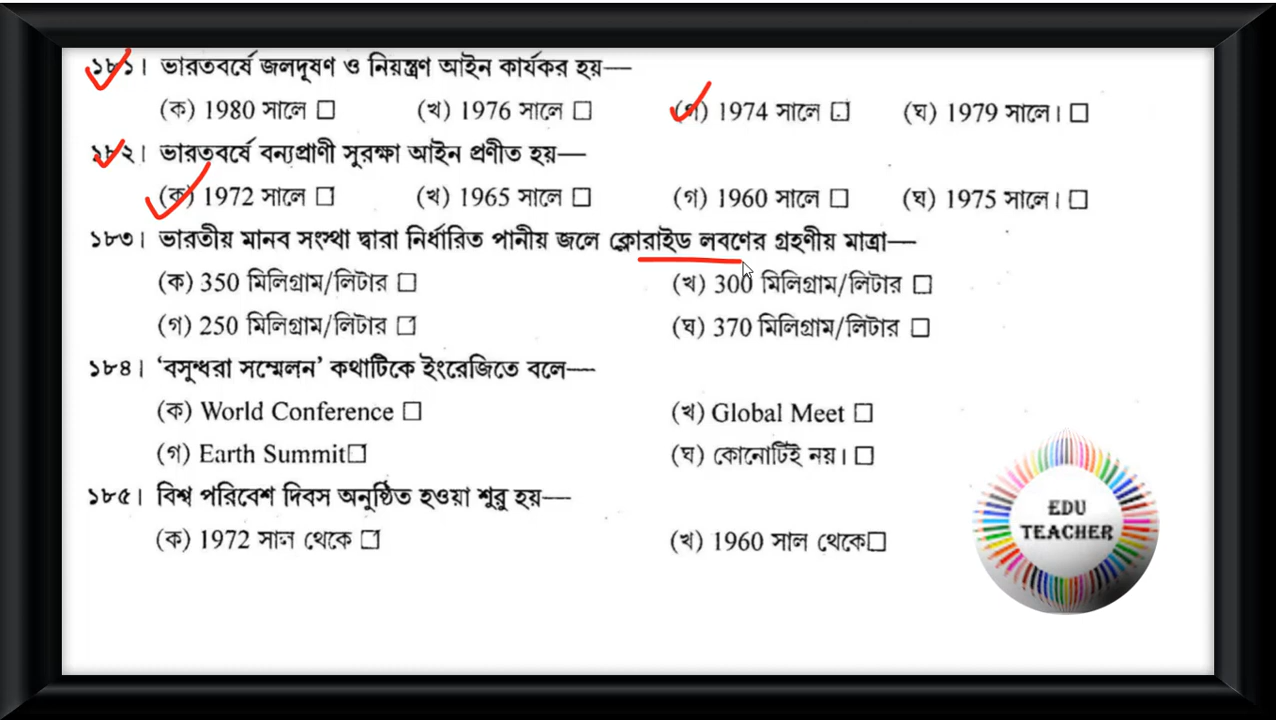 ১৮১। ভারতবর্ষে জলদূষণ ও নিয়ন্ত্রণ আইন কার্যকর হয়—
(ক) 1980 সালে □ (খ) 1976 সালে □ (গ) 1974 সালে □ (ঘ) 1979 সালে। □
১৮২। ভারতবর্ষে বন্যপ্রাণী সুরক্ষা আইন প্রণীত হয়—
(ক) 1972 সালে □ (খ) 1965 সালে □ (গ) 1960 সালে □ (ঘ) 1975 সালে। □
১৮৩। ভারতীয় মানব সংস্থা দ্বারা নির্ধারিত পানীয় জলে ক্লোরাইড লবণের গ্রহণীয় মাত্রা—
(ক) 350 মিলিগ্রাম/লিটার □ (খ) 300 মিলিগ্রাম/লিটার □
(গ) 250 মিলিগ্রাম/লিটার □ (ঘ) 370 মিলিগ্রাম/লিটার □
১৮৪। ‘বসুন্ধরা সম্মেলন’ কথাটিকে ইংরেজিতে বলে—
(ক) World Conference □ (খ) Global Meet □
(গ) Earth Summit□ (ঘ) কোনোটিই নয়। □
১৮৫। বিশ্ব পরিবেশ দিবস অনুষ্ঠিত হওয়া শুরু হয়—
(ক) 1972 সাল থেকে □ (খ) 1960 সাল থেকে□
EDU
TEACHER